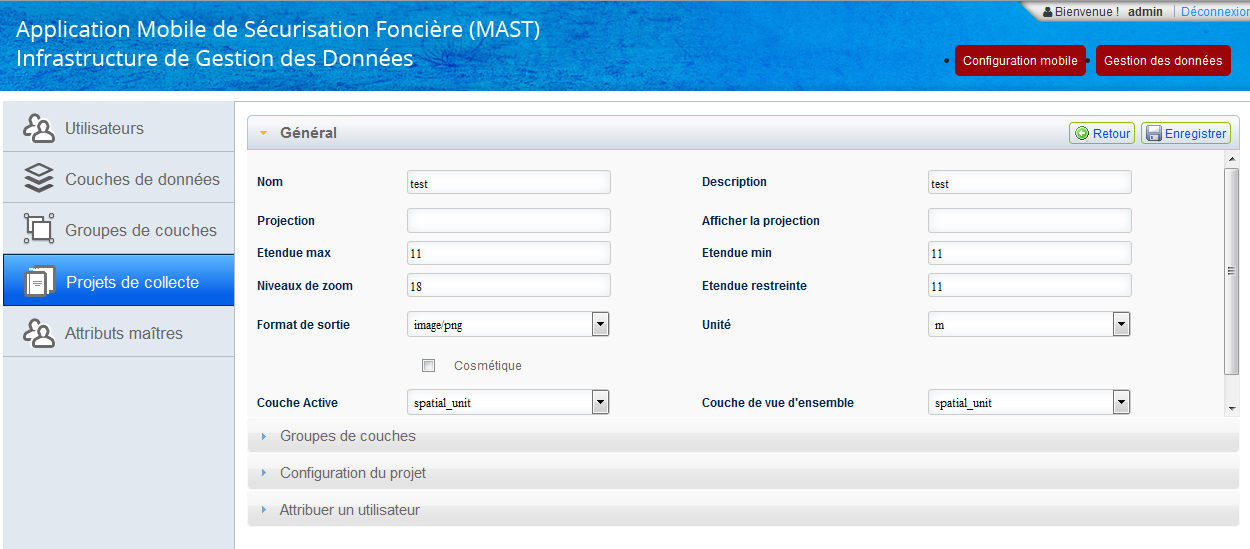 Bienvenue ! admin | Déconnexion
Application Mobile de Sécurisation Foncière (MAST)
Infrastructure de Gestion des Données
Configuration mobile
Gestion des données
Utilisateurs
Couches de données
Groupes de couches
Projets de collecte
Attributs maîtres
Général
Retour
Enregistrer
Nom test Description test
Projection Afficher la projection
Etendue max 11 Etendue min 11
Niveaux de zoom 18 Etendue restreinte 11
Format de sortie image/png Unité m
Cosmétique
Couche Active spatial_unit Couche de vue d'ensemble spatial_unit
Groupes de couches
Configuration du projet
Attribuer un utilisateur